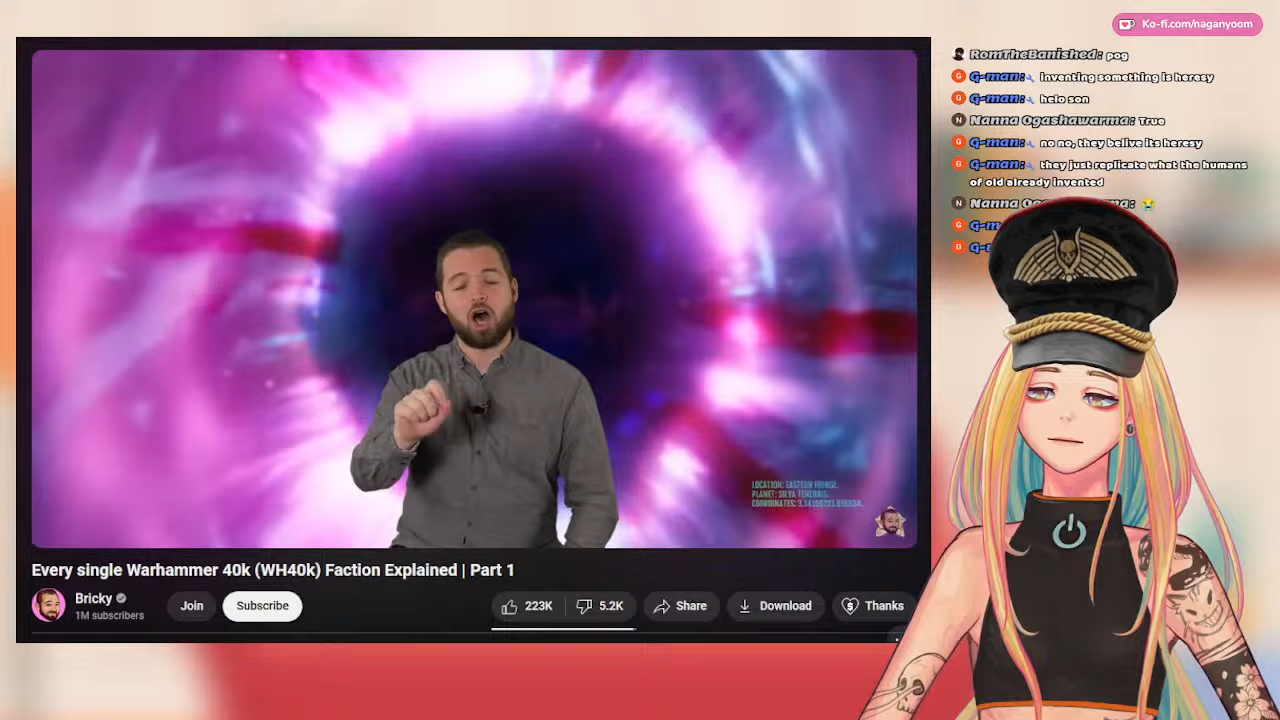 Ko-fi.com/naganyoom
RomTheBanished: pog
G-man: inventing something is heresy
G-man: helo son
Nanna Ogashawarma: True
G-man: no no, they belive its heresy
G-man: they just replicate what the humans
of old already invented
Nanna
LOCATION: EASTERN FRINGE.
PLANET:
COORDINATES:
Every single Warhammer 40k (WH40k) Faction Explained | Part 1
Bricky
1M subscribers
Join
Subscribe
223K
5.2K
Share
Download
Thanks